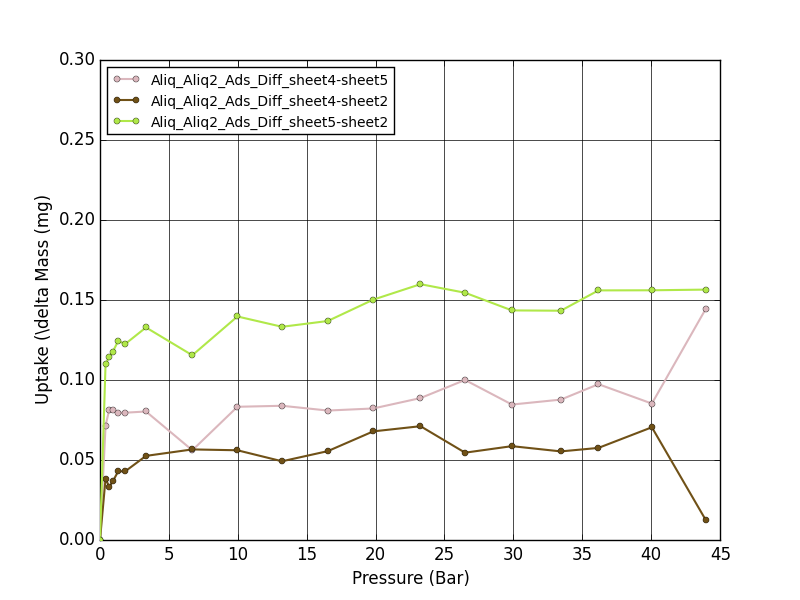 Aliq_Aliq2_Ads_Diff_sheet4-sheet5
Aliq_Aliq2_Ads_Diff_sheet4-sheet2
Aliq_Aliq2_Ads_Diff_sheet5-sheet2
0.30
0.25
0.20
0.15
0.10
0.05
0.00
Uptake (\delta Mass (mg)
0 5 10 15 20 25 30 35 40 45
Pressure (Bar)